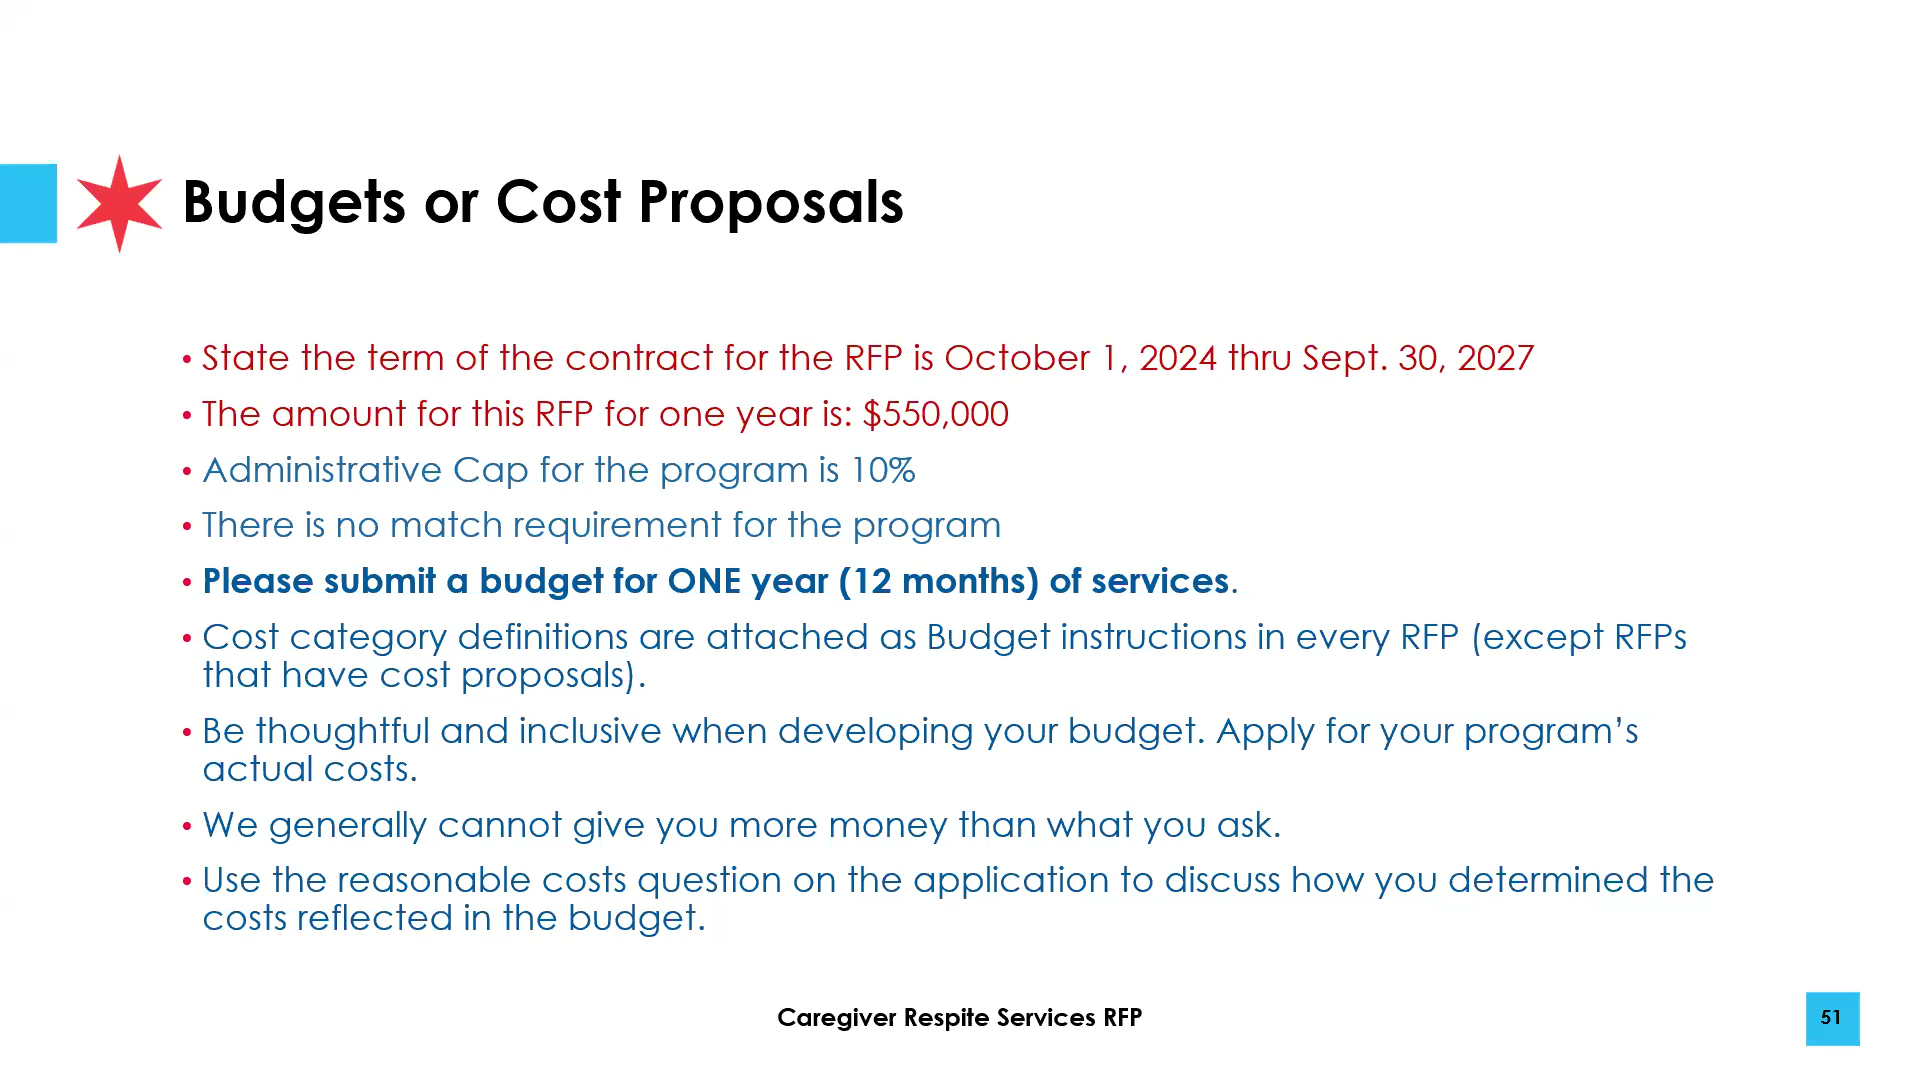 Budgets or Cost Proposals
• State the term of the contract for the RFP is October 1, 2024 thru Sept. 30, 2027
• The amount for this RFP for one year is: $550,000
• Administrative Cap for the program is 10%
• There is no match requirement for the program
• Please submit a budget for ONE year (12 months) of services.
• Cost category definitions are attached as Budget instructions in every RFP (except RFPs
that have cost proposals).
• Be thoughtful and inclusive when developing your budget. Apply for your program’s
actual costs.
• We generally cannot give you more money than what you ask.
• Use the reasonable costs question on the application to discuss how you determined the
costs reflected in the budget.
Caregiver Respite Services RFP
51